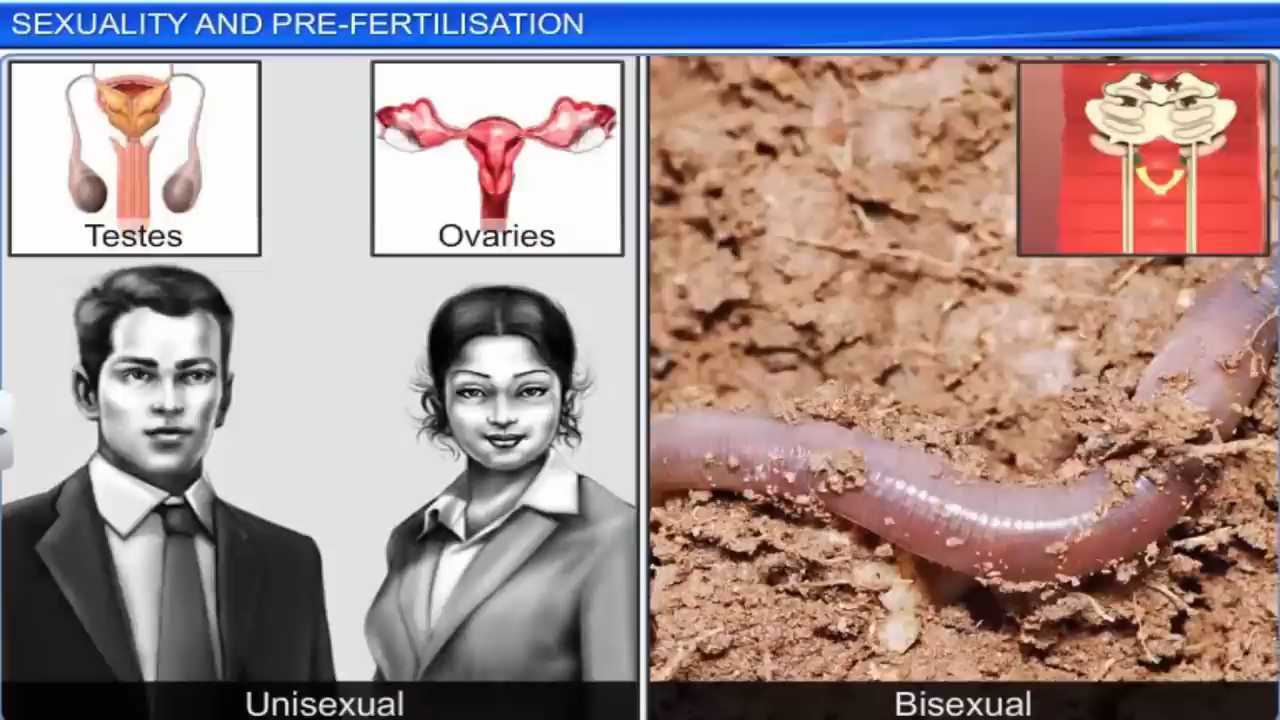 SEXUALITY AND PRE-FERTILISATION
Testes
Ovaries
Unisexual
Bisexual